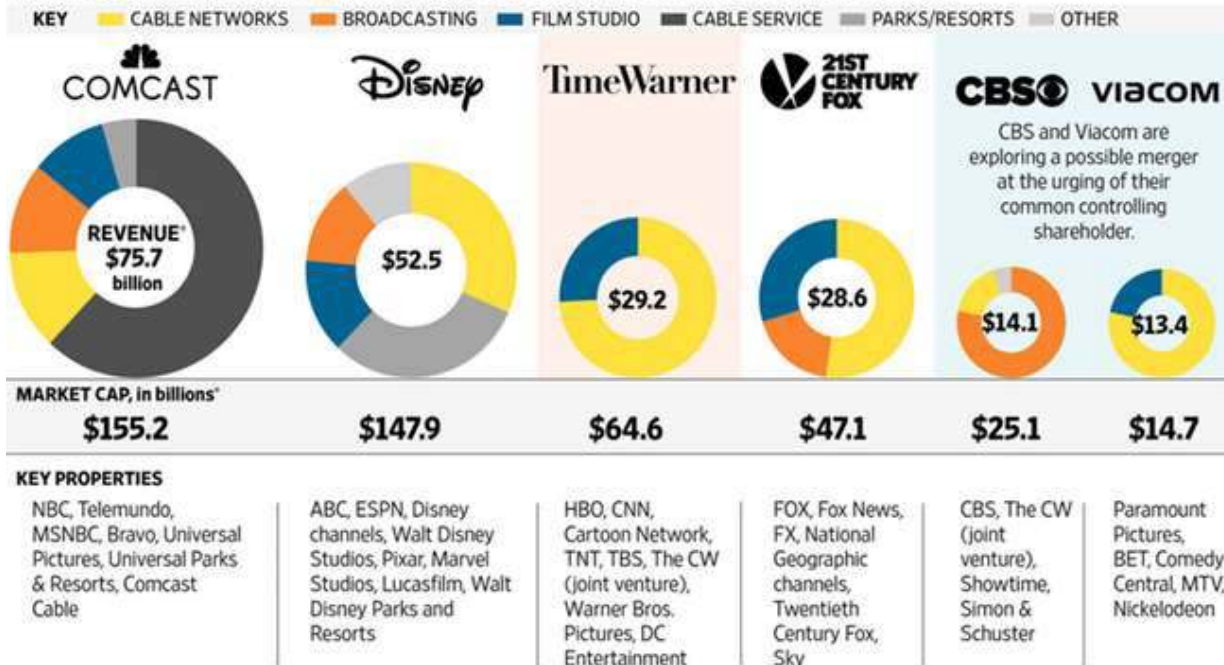 KEY CABLE NETWORKS BROADCASTING FILM STUDIO CABLE SERVICE PARKS/RESORTS OTHER
COMCAST
REVENUE*
$75.7
billion
Disney
$52.5
TimeWarner
$29.2
21ST
CENTURY
FOX
$28.6
CBS VIACOM
CBS and Viacom are
exploring a possible merger
at the urging of their
common controlling
shareholder.
$14.1
$13.4
MARKET CAP, in billions*
$155.2 $147.9 $64.6 $47.1 $25.1 $14.7
KEY PROPERTIES
NBC, Telemundo,
MSNBC, Bravo, Universal
Pictures, Universal Parks
& Resorts, Comcast
Cable
ABC, ESPN, Disney
channels, Walt Disney
Studios, Pixar, Marvel
Studios, Lucasfilm, Walt
Disney Parks and
Resorts
HBO, CNN,
Cartoon Network,
TNT, TBS, The CW
(joint venture),
Warner Bros.
Pictures, DC
Entertainment
FOX, Fox News,
FX, National
Geographic
channels,
Twentieth
Century Fox,
Sky
CBS, The CW
(joint
venture),
Showtime,
Simon &
Schuster
Paramount
Pictures,
BET, Comedy
Central, MTV,
Nickelodeon